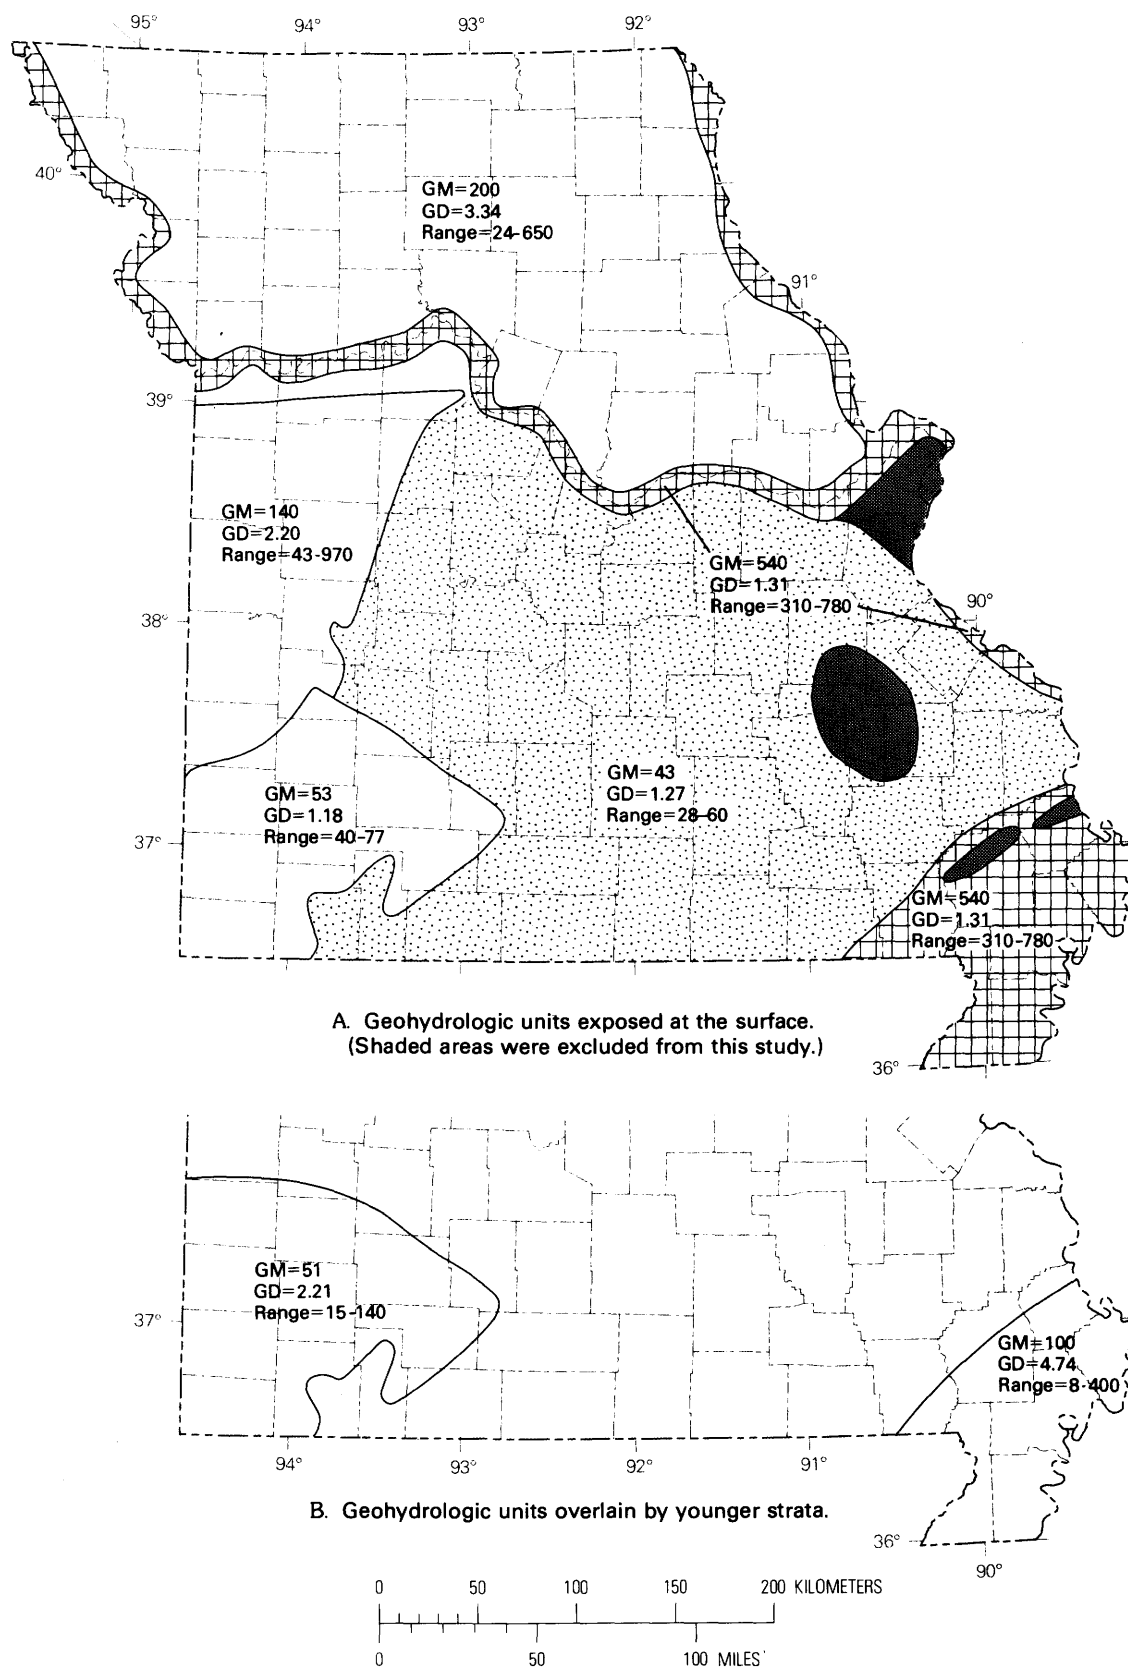 95°
94°
93°
92°
40°
GM=200
GD=3.34
Range=24-650
91°
39°
GM=140
GD=2.20
Range=43-970
GM=540
GD=1.31
Range=310-780
90°
38°
GM=53
GD=1.18
Range=40-77
GM=43
GD=1.27
Range=28-60
37°
GM=540
GD=1.31
Range=310-780
A. Geohydrologic units exposed at the surface.
(Shaded areas were excluded from this study.)
36°
GM=51
GD=2.21
Range=15-140
37°
GM=100
GD=4.74
Range=8-400
94°
93°
92°
91°
B. Geohydrologic units overlain by younger strata.
36°
90°
0 50 100 150 200 KILOMETERS
0 50 100 MILES